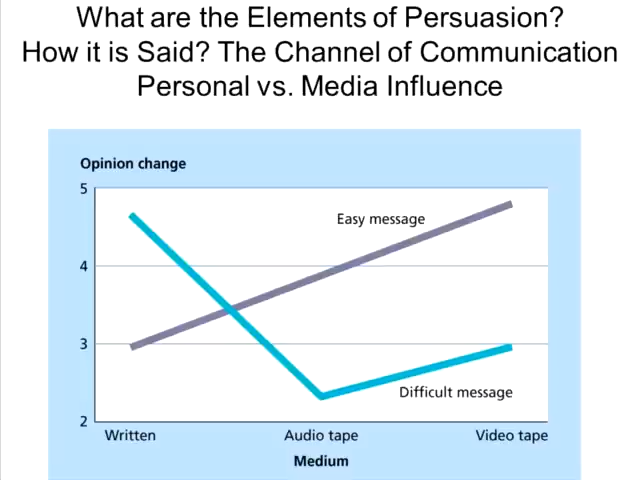 What are the Elements of Persuasion?
How it is Said? The Channel of Communication
Personal vs. Media Influence
Opinion change
5
Easy message
4
3
Difficult message
2
Written Audio tape Video tape
Medium